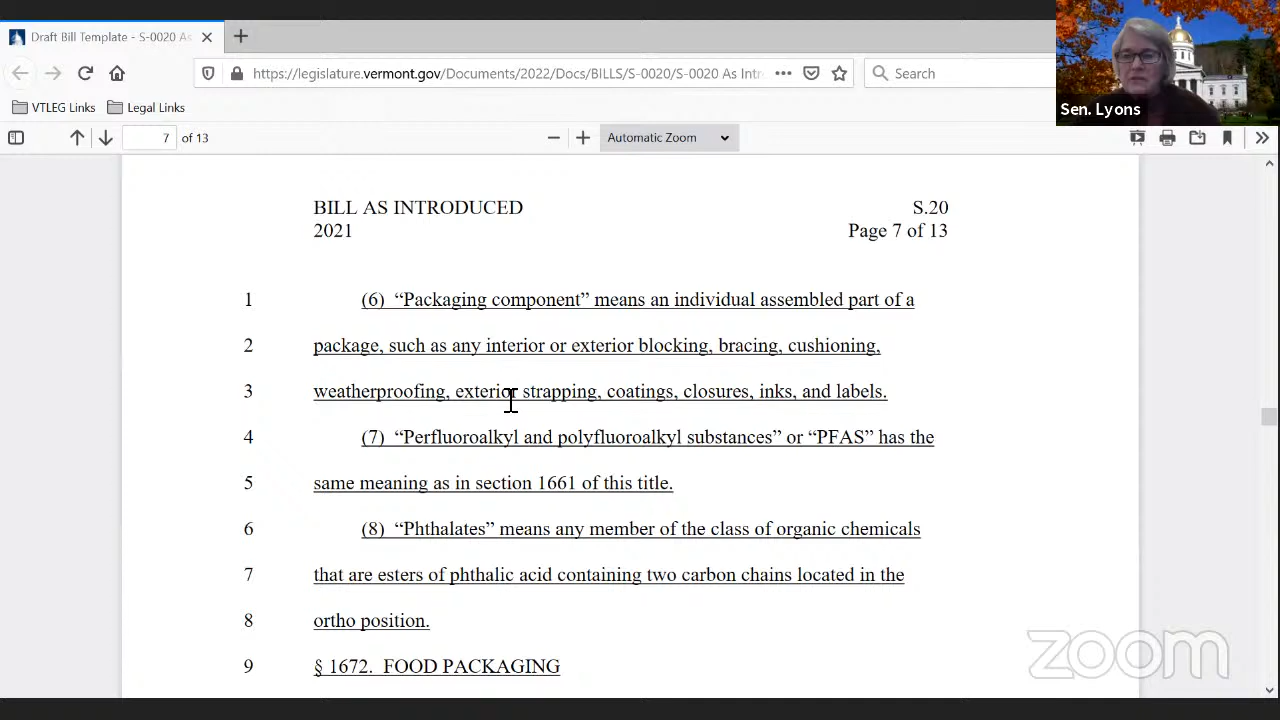 Draft Bill Template - S-0020 As
https://legislature.vermont.gov/Documents/2022/Docs/BILLS/S-0020/S-0020 As Intr
Search
VTLEG Links Legal Links
Sen. Lyons
7 of 13
Automatic Zoom
BILL AS INTRODUCED S.20
2021 Page 7 of 13
1 (6) “Packaging component” means an individual assembled part of a
2 package, such as any interior or exterior blocking, bracing, cushioning,
3 weatherproofing, exterior strapping, coatings, closures, inks, and labels.
4 (7) “Perfluoroalkyl and polyfluoroalkyl substances” or “PFAS” has the
5 same meaning as in section 1661 of this title.
6 (8) “Phthalates” means any member of the class of organic chemicals
7 that are esters of phthalic acid containing two carbon chains located in the
8 ortho position.
9 § 1672. FOOD PACKAGING
zoom